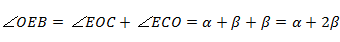 ∠OEB = ∠EOC + ∠ECO = α + β + β = α + 2β